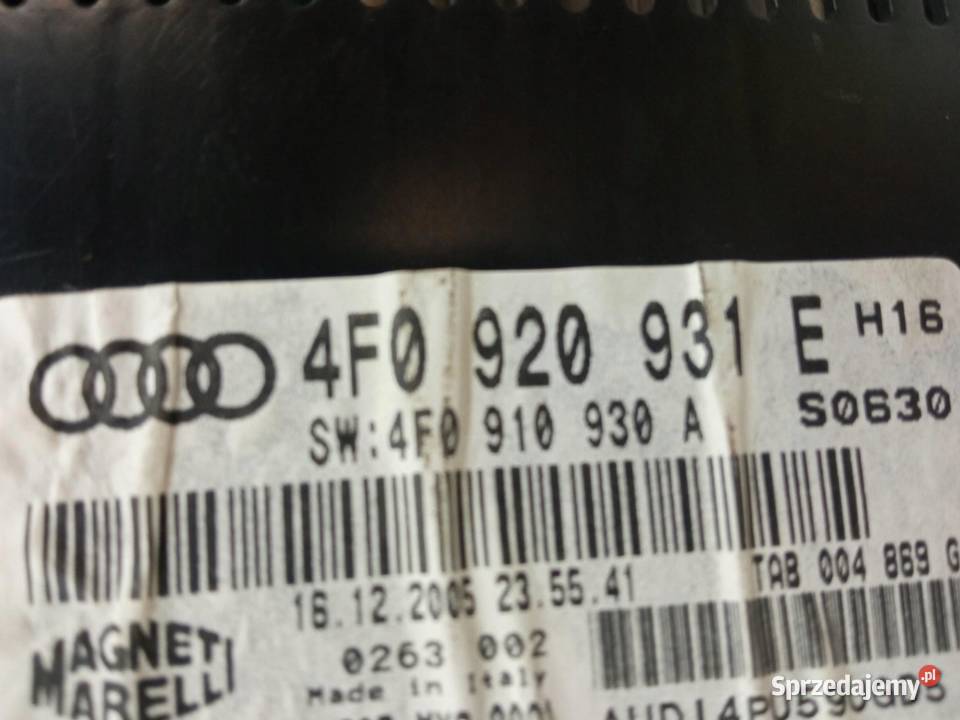 4F0 920 931 E H16
SW:4F0 910 930 A S0630
16.12.2005 23.55.41 TAB 004 869 G
MAGNETI MARELLI
0263 002
Made in Italy
Sprzedajemy.pl